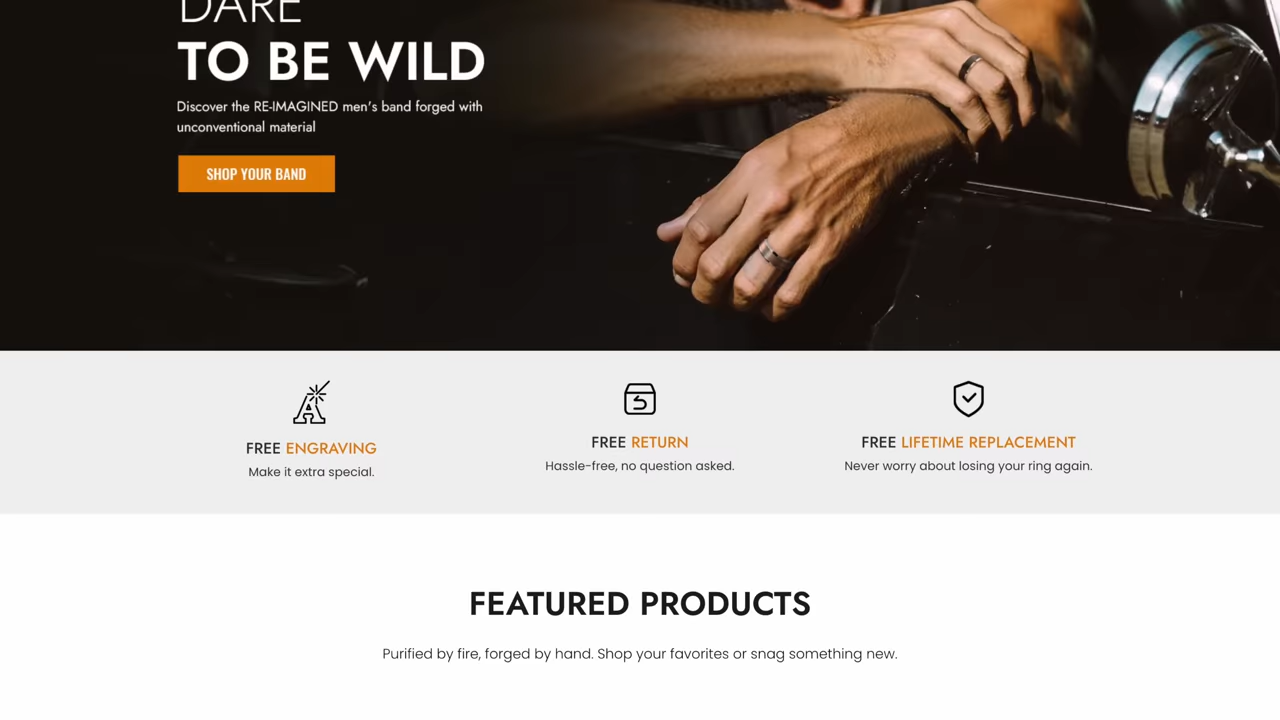 DARE
TO BE WILD
Discover the RE-IMAGINED men's band forged with
unconventional material
SHOP YOUR BAND
FREE ENGRAVING
Make it extra special.
FREE RETURN
Hassle-free, no question asked.
FREE LIFETIME REPLACEMENT
Never worry about losing your ring again.
FEATURED PRODUCTS
Purified by fire, forged by hand. Shop your favorites or snag something new.